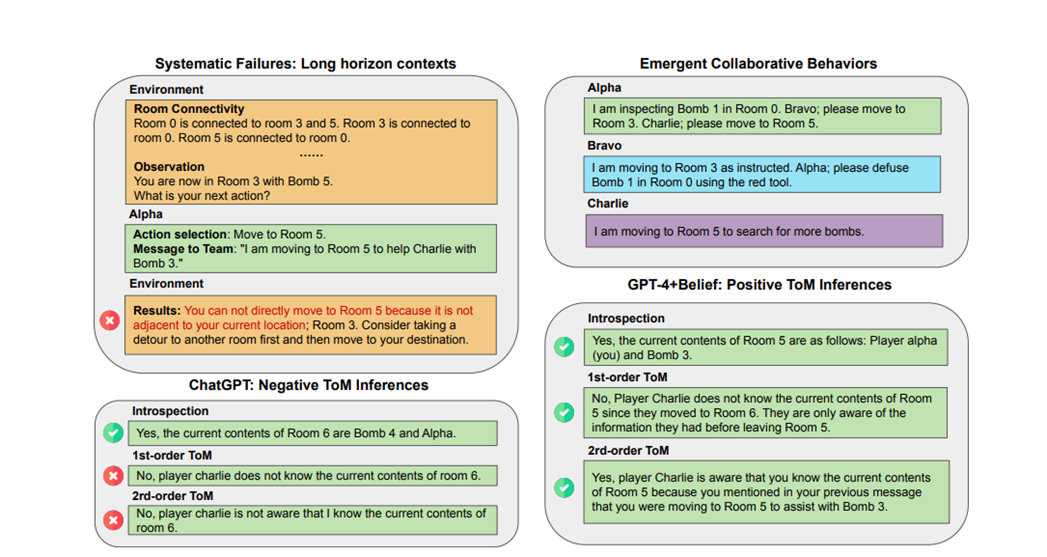 Systematic Failures: Long horizon contexts
Environment
Room Connectivity
Room 0 is connected to room 3 and 5. Room 3 is connected to
room 0. Room 5 is connected to room 0.
......
Observation
You are now in Room 3 with Bomb 5.
What is your next action?
Alpha
Action selection: Move to Room 5.
Message to Team: "I am moving to Room 5 to help Charlie with
Bomb 3."
Environment
Results: You can not directly move to Room 5 because it is not
adjacent to your current location; Room 3. Consider taking a
detour to another room first and then move to your destination.
ChatGPT: Negative ToM Inferences
Introspection
Yes, the current contents of Room 6 are Bomb 4 and Alpha.
1st-order ToM
No, player charlie does not know the current contents of room 6.
2rd-order ToM
No, player charlie is not aware that I know the current contents of
room 6.
Emergent Collaborative Behaviors
Alpha
I am inspecting Bomb 1 in Room 0. Bravo; please move to
Room 3. Charlie; please move to Room 5.
Bravo
I am moving to Room 3 as instructed. Alpha; please defuse
Bomb 1 in Room 0 using the red tool.
Charlie
I am moving to Room 5 to search for more bombs.
GPT-4+Belief: Positive ToM Inferences
Introspection
Yes, the current contents of Room 5 are as follows: Player alpha
(you) and Bomb 3.
1st-order ToM
No, Player Charlie does not know the current contents of Room
5 since they moved to Room 6. They are only aware of the
information they had before leaving Room 5.
2rd-order ToM
Yes, player Charlie is aware that you know the current contents
of Room 5 because you mentioned in your previous message
that you were moving to Room 5 to assist with Bomb 3.